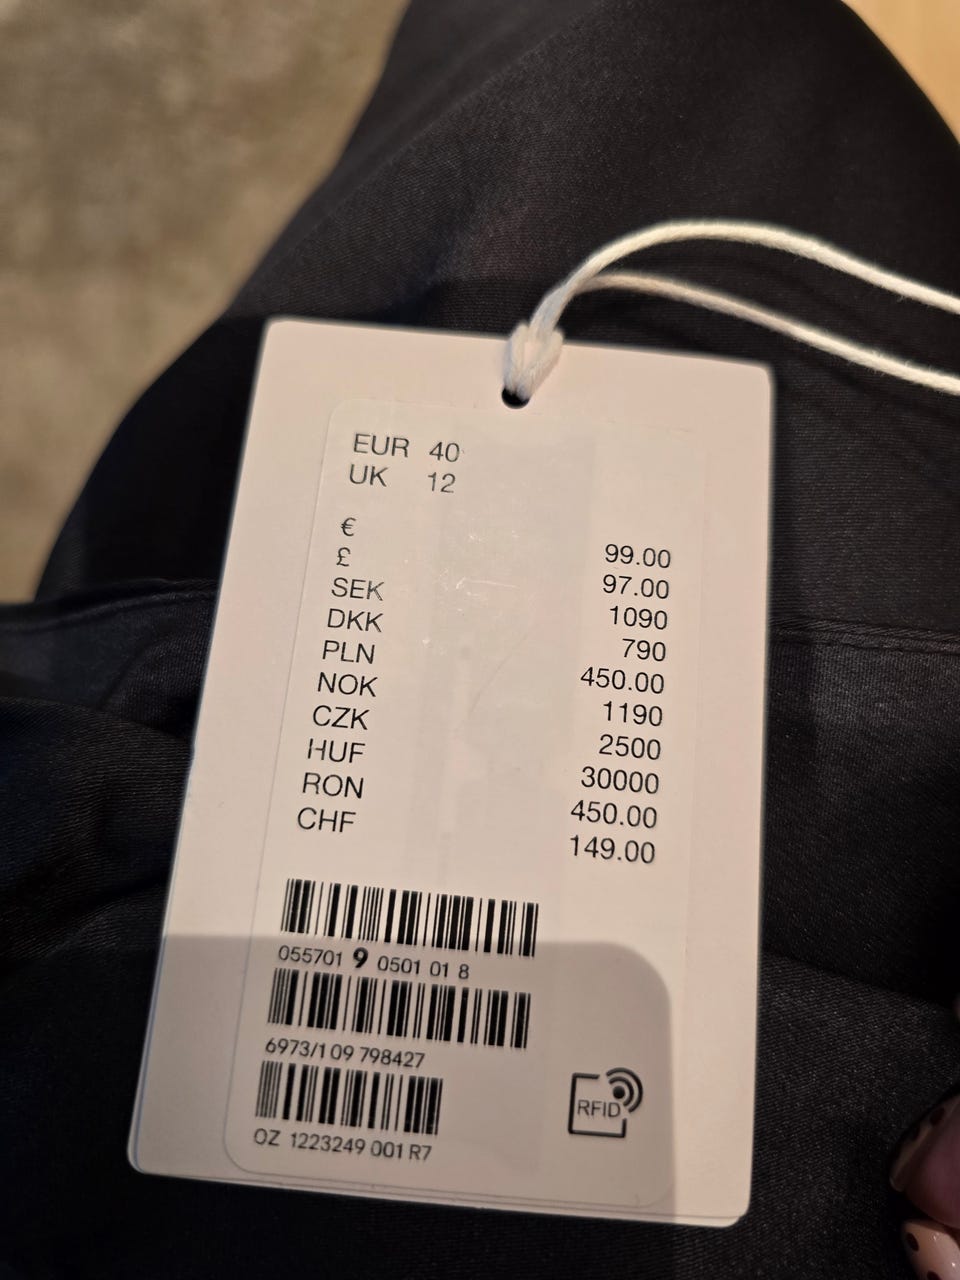 EUR 40
UK 12
€ 99.00
£ 97.00
SEK 1090
DKK 790
PLN 450.00
NOK 1190
CZK 2500
HUF 30000
RON 450.00
CHF 149.00
055701 9 0501 01 8
6973/1 09 798427
OZ 1223249 001 R7
RFID